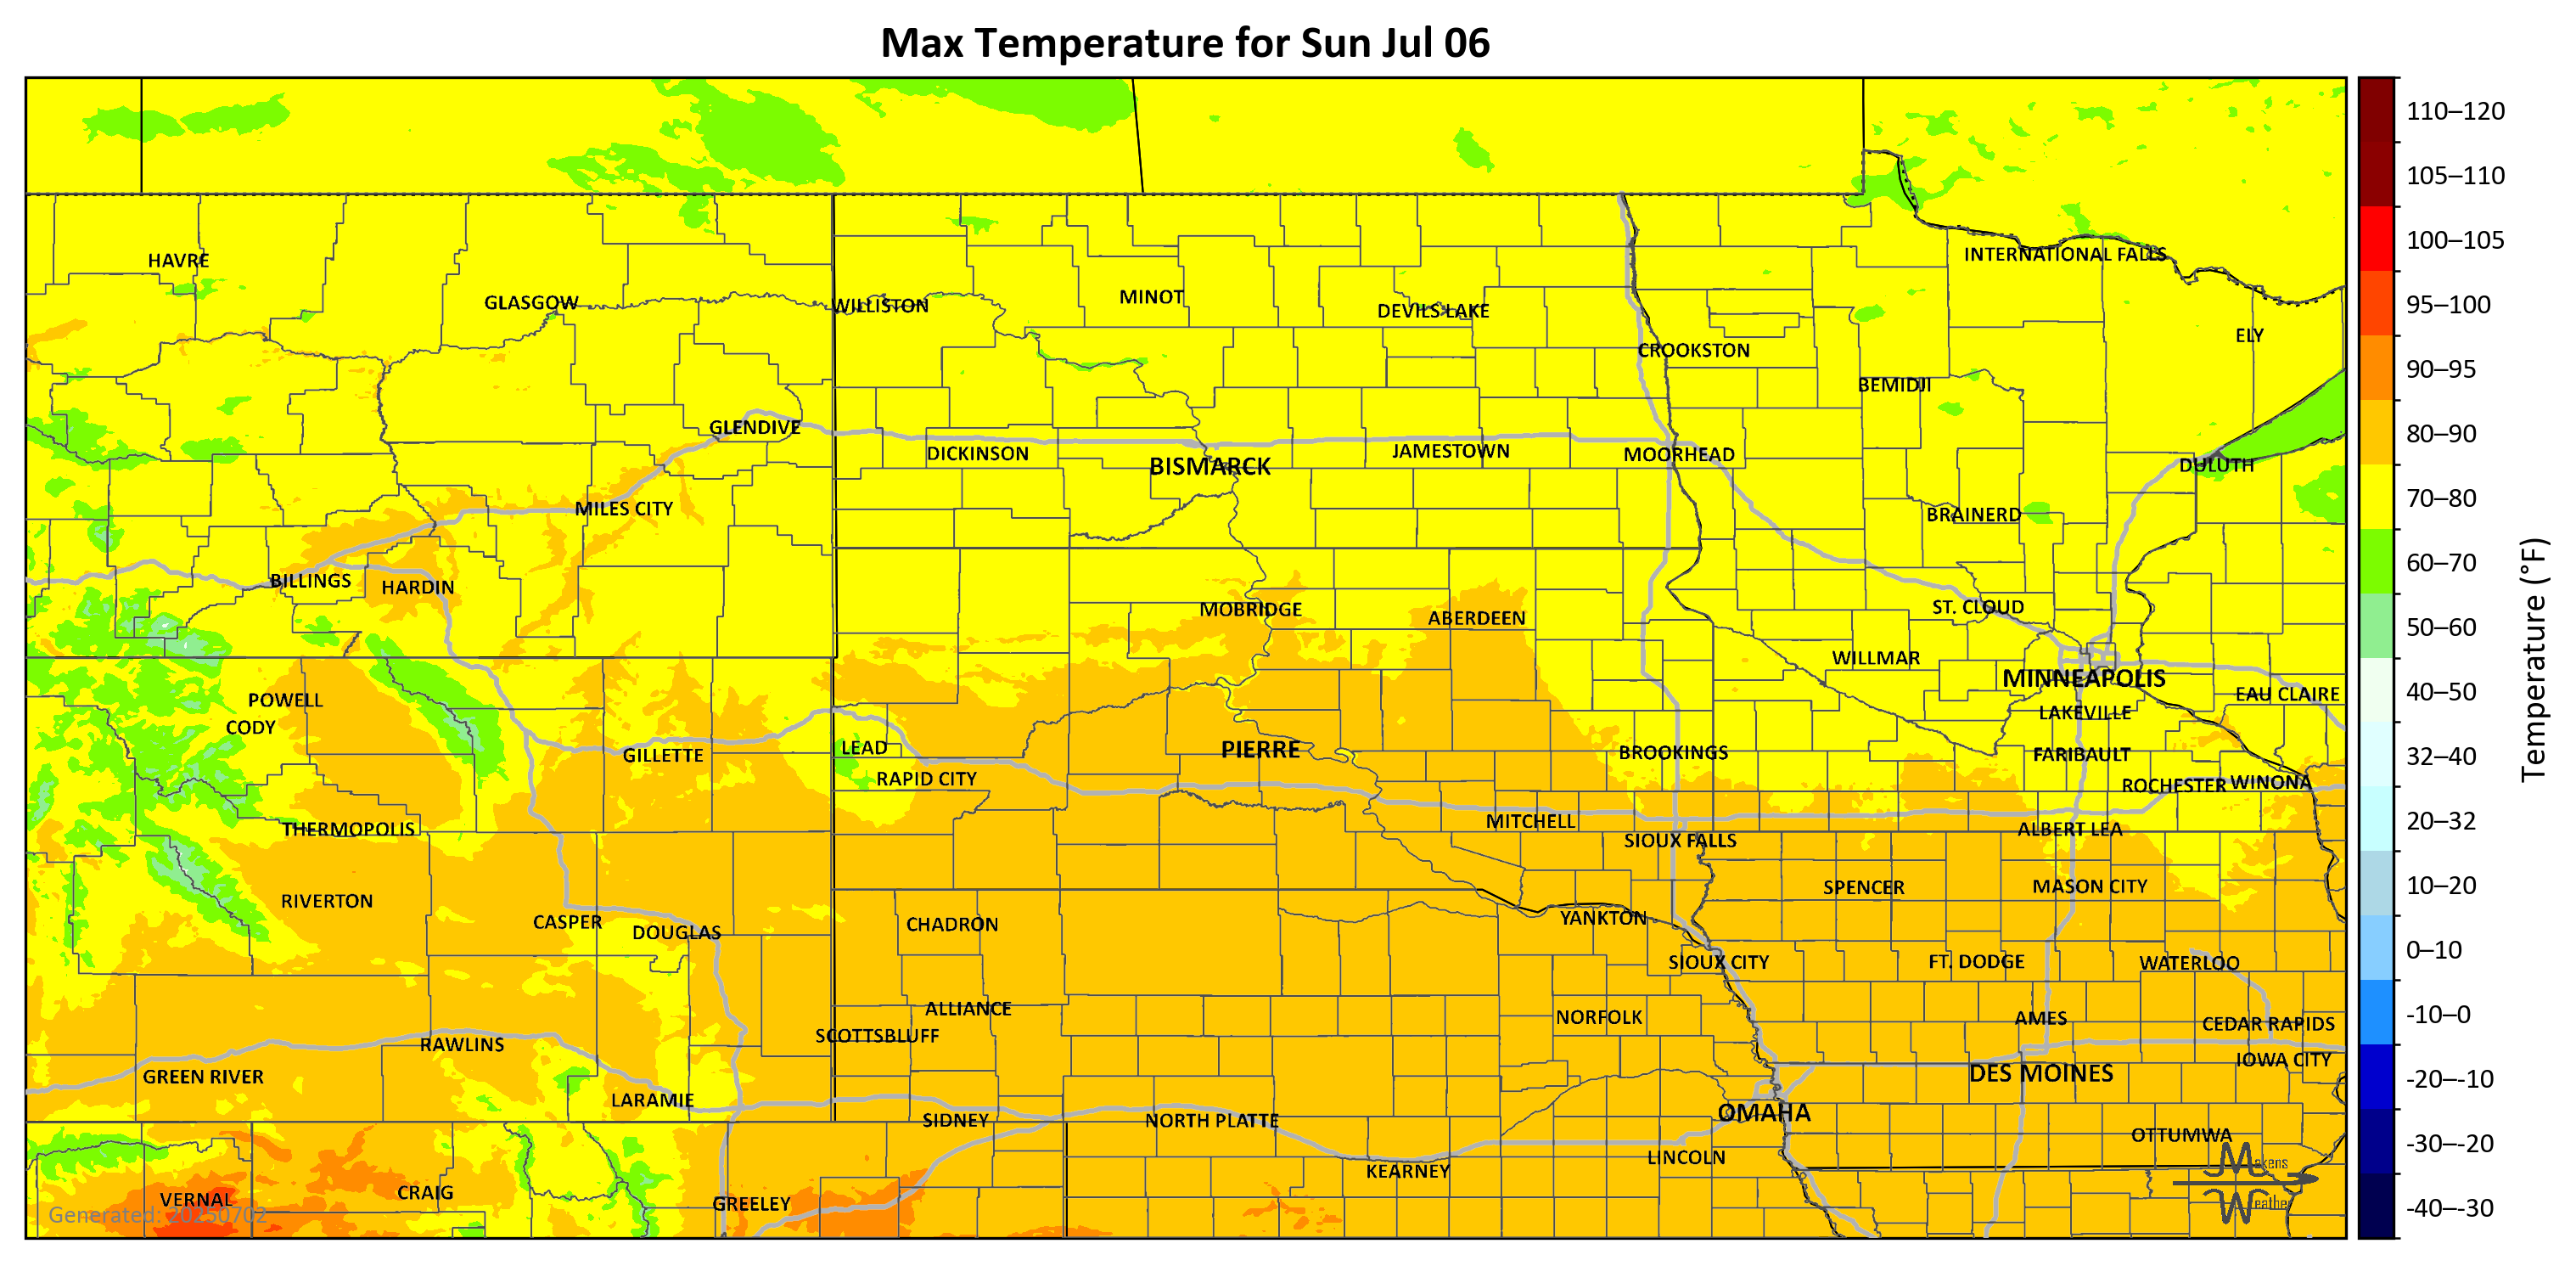 Max Temperature for Sun Jul 06
HAVRE
GLASGOW
WILLISTON
MINOT
DEVILS LAKE
INTERNATIONAL FALLS
ELY
CROOKSTON
BEMIDJI
GLENDIVE
DICKINSON
BISMARCK
JAMESTOWN
MOORHEAD
DULUTH
MILES CITY
BRAINERD
BILLINGS
HARDIN
MOBRIDGE
ABERDEEN
ST. CLOUD
WILLMAR
MINNEAPOLIS
EAU CLAIRE
POWELL
CODY
LAKEVILLE
GILLETTE
LEAD
PIERRE
BROOKINGS
FARIBAULT
RAPID CITY
ROCHESTER
WINONA
THERMOPOLIS
MITCHELL
SIOUX FALLS
ALBERT LEA
RIVERTON
SPENCER
MASON CITY
CASPER
DOUGLAS
CHADRON
YANKTON
SIOUX CITY
FT. DODGE
WATERLOO
ALLIANCE
NORFOLK
AMES
CEDAR RAPIDS
SCOTTSBLUFF
RAWLINS
IOWA CITY
GREEN RIVER
DES MOINES
LARAMIE
SIDNEY
NORTH PLATTE
OMAHA
OTTUMWA
LINCOLN
KEARNEY
VERNAL
CRAIG
GREELEY
Generated: 20250702
Makens
Weather
110–120
105–110
100–105
95–100
90–95
80–90
70–80
60–70
50–60
40–50
32–40
20–32
10–20
0–10
-10–0
-20–-10
-30–-20
-40–-30
Temperature (°F)